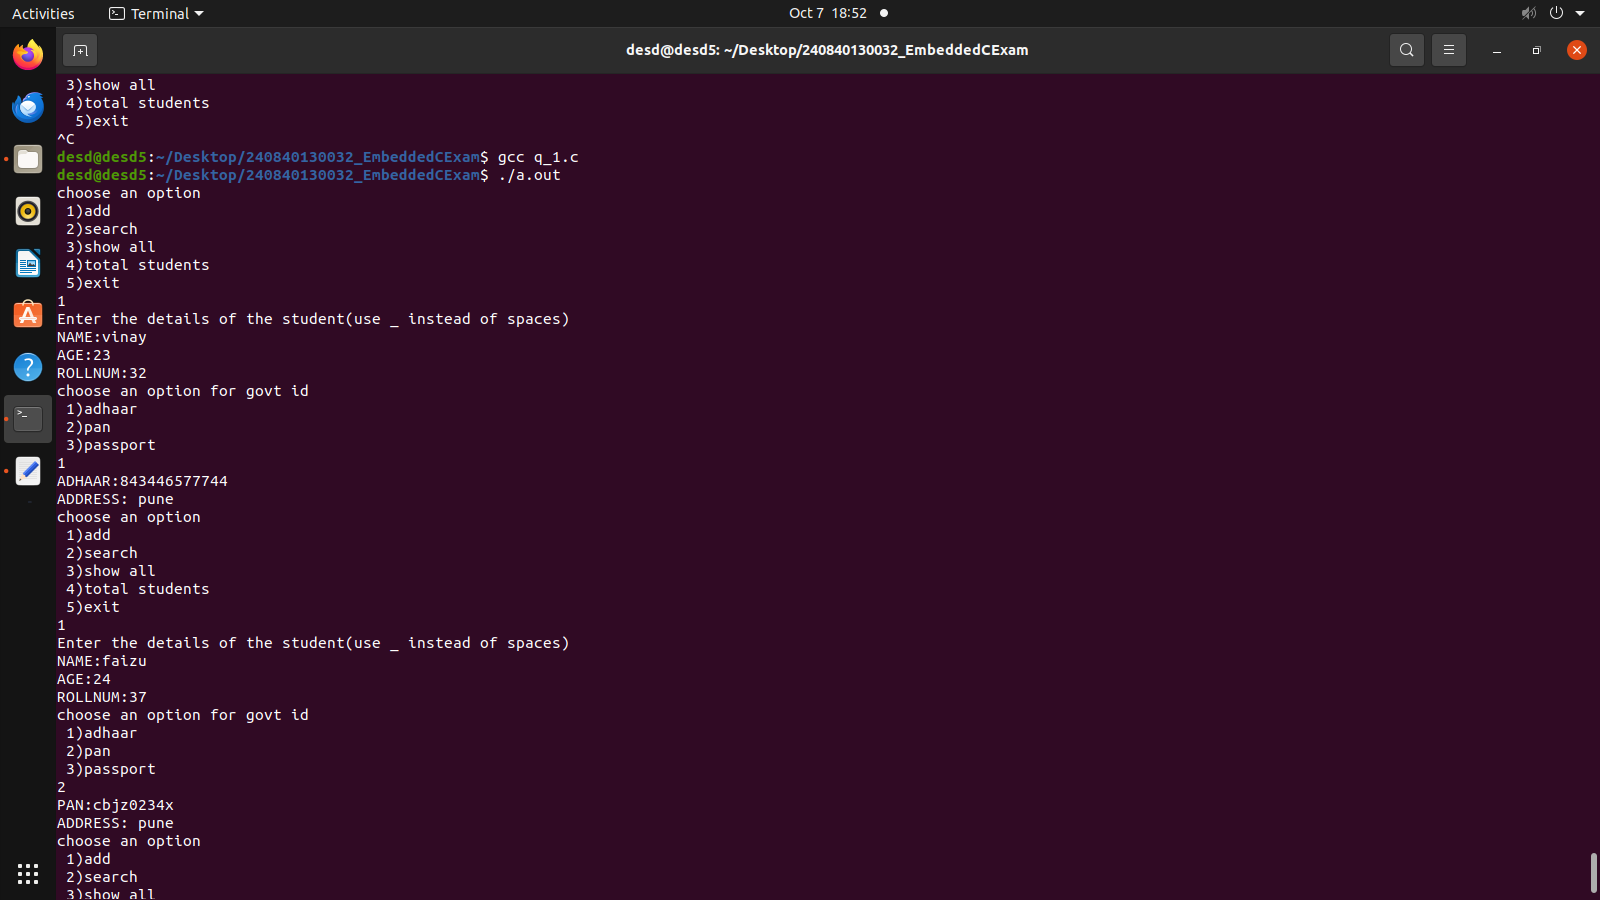 Activities
Terminal
Oct 7 18:52
desd@desd5: ~/Desktop/240840130032_EmbeddedCExam
3)show all
4)total students
5)exit
^C
desd@desd5:~/Desktop/240840130032_EmbeddedCExam$ gcc q_1.c
desd@desd5:~/Desktop/240840130032_EmbeddedCExam$ ./a.out
choose an option
1)add
2)search
3)show all
4)total students
5)exit
1
Enter the details of the student(use _ instead of spaces)
NAME:vinay
AGE:23
ROLLNUM:32
choose an option for govt id
1)adhaar
2)pan
3)passport
1
ADHAAR:843446577744
ADDRESS: pune
choose an option
1)add
2)search
3)show all
4)total students
5)exit
1
Enter the details of the student(use _ instead of spaces)
NAME:faizu
AGE:24
ROLLNUM:37
choose an option for govt id
1)adhaar
2)pan
3)passport
2
PAN:cbjz0234x
ADDRESS: pune
choose an option
1)add
2)search
3)show all